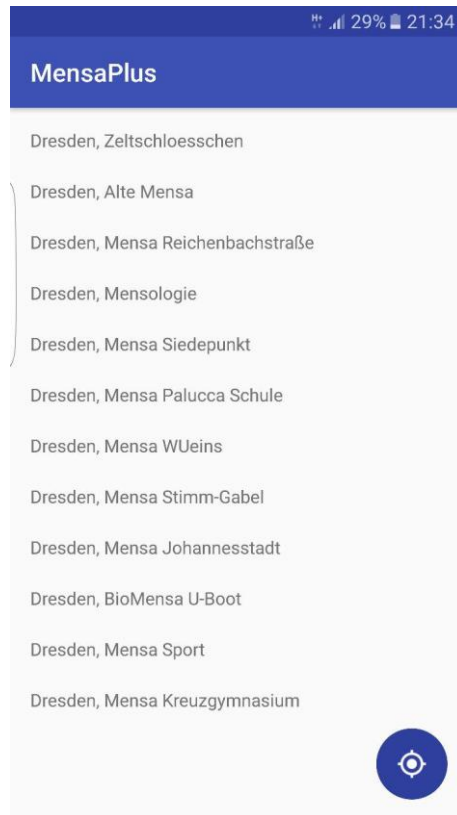 H+ 29% 21:34
MensaPlus
Dresden, Zeltschloesschen
Dresden, Alte Mensa
Dresden, Mensa Reichenbachstraße
Dresden, Mensologie
Dresden, Mensa Siedepunkt
Dresden, Mensa Palucca Schule
Dresden, Mensa WUeins
Dresden, Mensa Stimm-Gabel
Dresden, Mensa Johannesstadt
Dresden, BioMensa U-Boot
Dresden, Mensa Sport
Dresden, Mensa Kreuzgymnasium